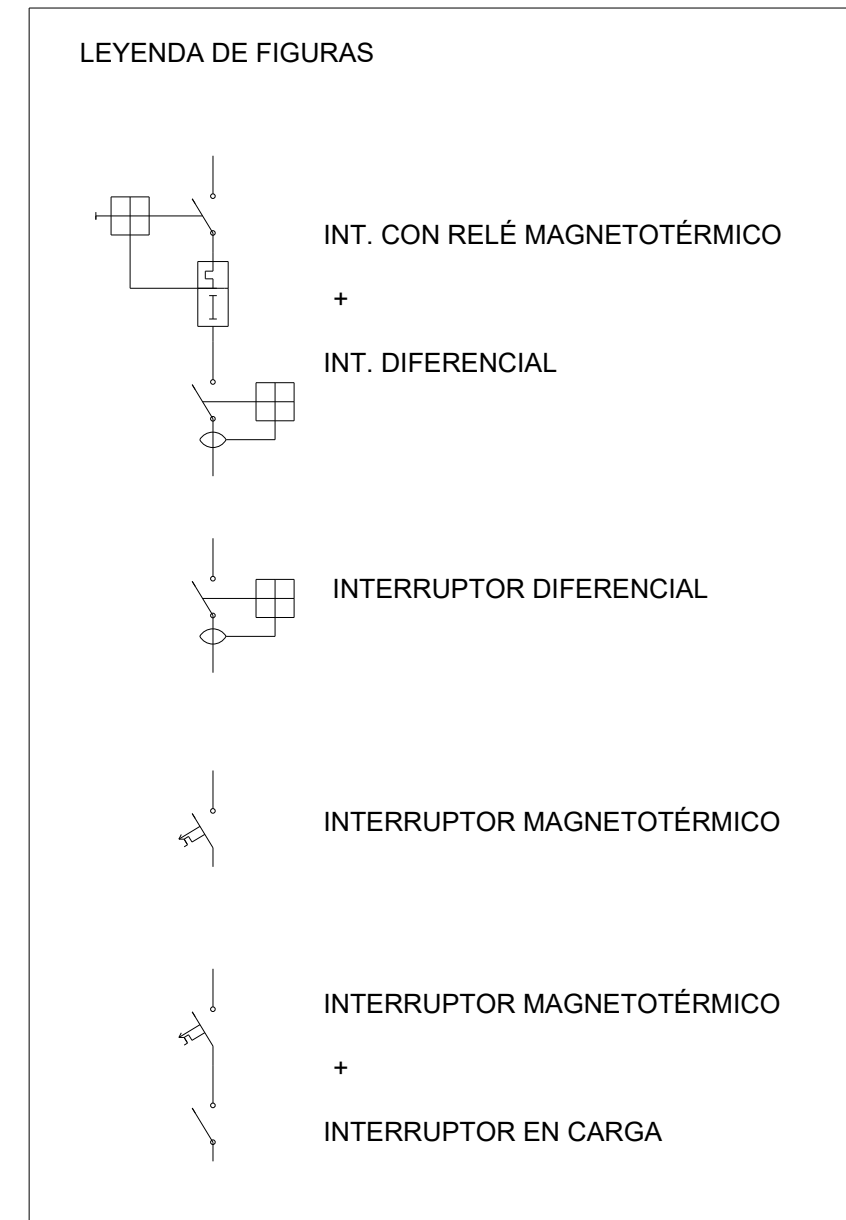 LEYENDA DE FIGURAS
INT. CON RELÉ MAGNETOTÉRMICO
+
INT. DIFERENCIAL
INTERRUPTOR DIFERENCIAL
INTERRUPTOR MAGNETOTÉRMICO
INTERRUPTOR MAGNETOTÉRMICO
+
INTERRUPTOR EN CARGA